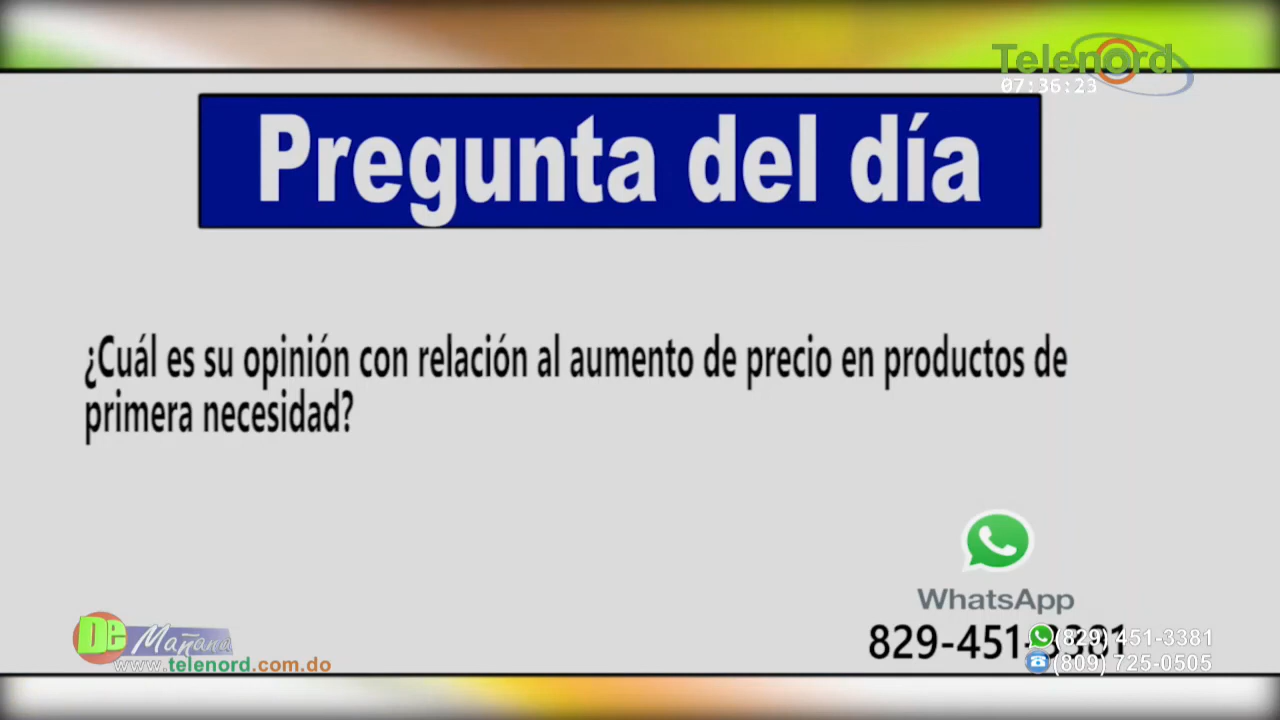 Telenord
07:36:23
Pregunta del día
¿Cuál es su opinión con relación al aumento de precio en productos de
primera necesidad?
WhatsApp
829-451-3381
(829) 451-3381
(809) 725-0505
De Mañana
www.telenord.com.do